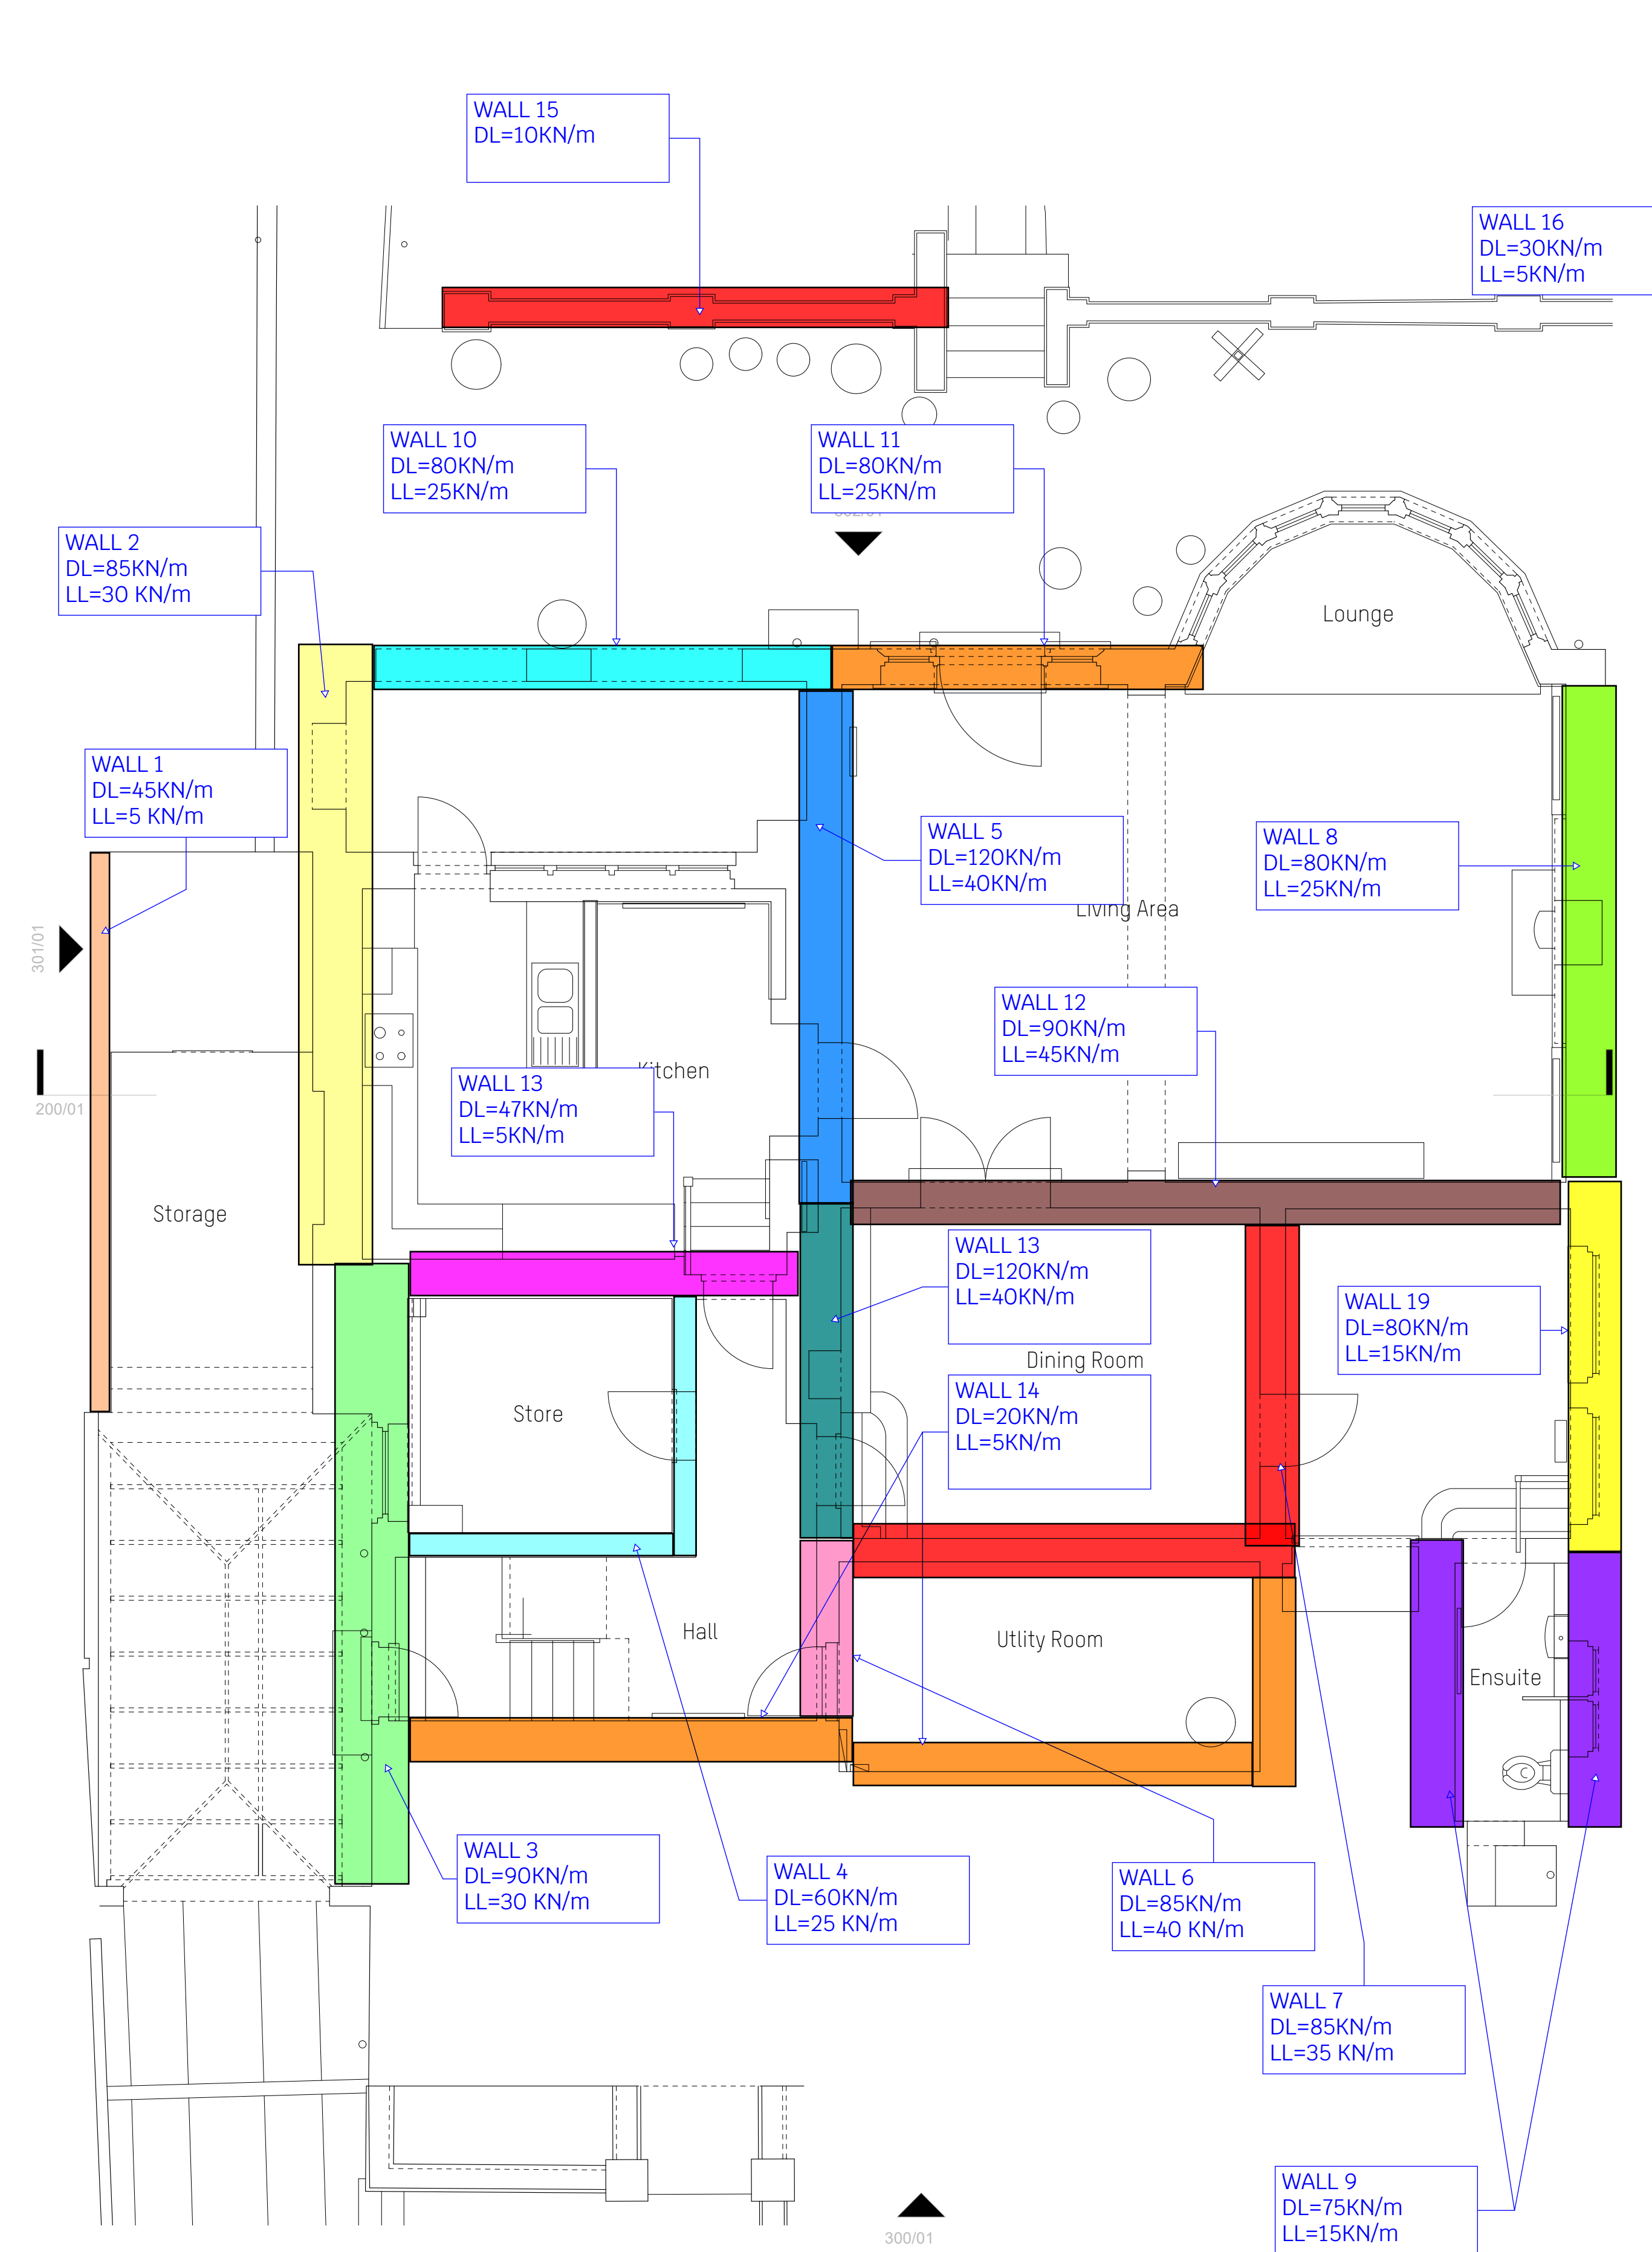 WALL 15
DL=10KN/m
WALL 16
DL=30KN/m
LL=5KN/m
WALL 10
DL=80KN/m
LL=25KN/m
WALL 11
DL=80KN/m
LL=25KN/m
WALL 2
DL=85KN/m
LL=30 KN/m
Lounge
WALL 1
DL=45KN/m
LL=5 KN/m
WALL 5
DL=120KN/m
LL=40KN/m
WALL 8
DL=80KN/m
LL=25KN/m
Living Area
301/01
WALL 12
DL=90KN/m
LL=45KN/m
Kitchen
WALL 13
DL=47KN/m
LL=5KN/m
200/01
Storage
WALL 13
DL=120KN/m
LL=40KN/m
WALL 19
DL=80KN/m
LL=15KN/m
Dining Room
WALL 14
DL=20KN/m
LL=5KN/m
Store
Hall
Utlity Room
Ensuite
WALL 3
DL=90KN/m
LL=30 KN/m
WALL 4
DL=60KN/m
LL=25 KN/m
WALL 6
DL=85KN/m
LL=40 KN/m
WALL 7
DL=85KN/m
LL=35 KN/m
WALL 9
DL=75KN/m
LL=15KN/m
300/01